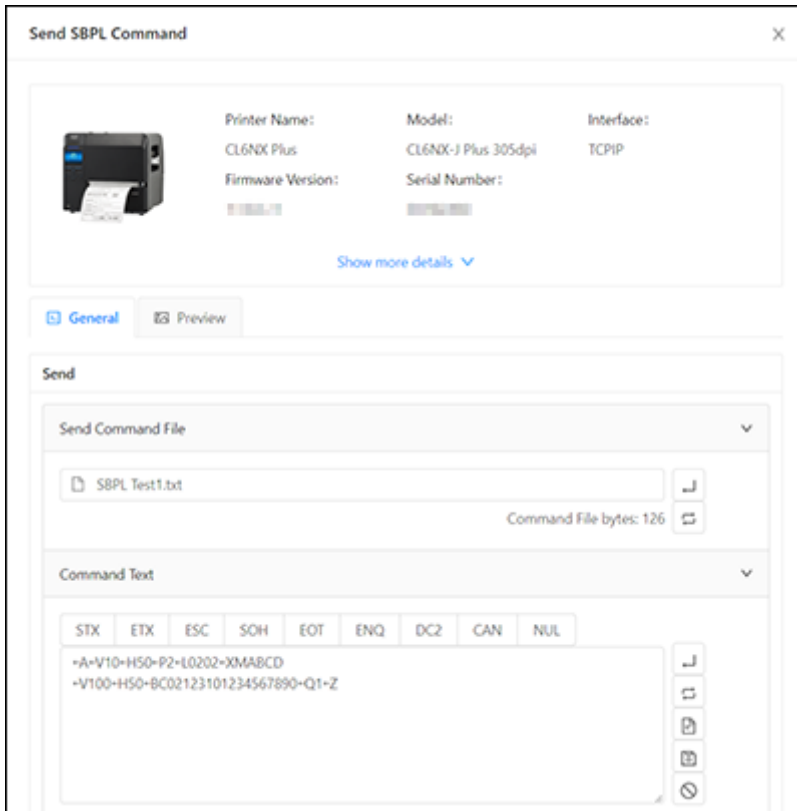 Send SBPL Command
Printer Name:
Model:
Interface:
CL6NX Plus
CL6NX-J Plus 305dpi
TCPIP
Firmware Version:
Serial Number:
Show more details
General
Preview
Send
Send Command File
SBPL Test1.txt
Command File bytes: 126
Command Text
STX ETX ESC SOH EOT ENQ DC2 CAN NUL
+A+V10+H50+P2+L0202+XMABCD
+V100+H50+BC02123101234567890+Q1+Z